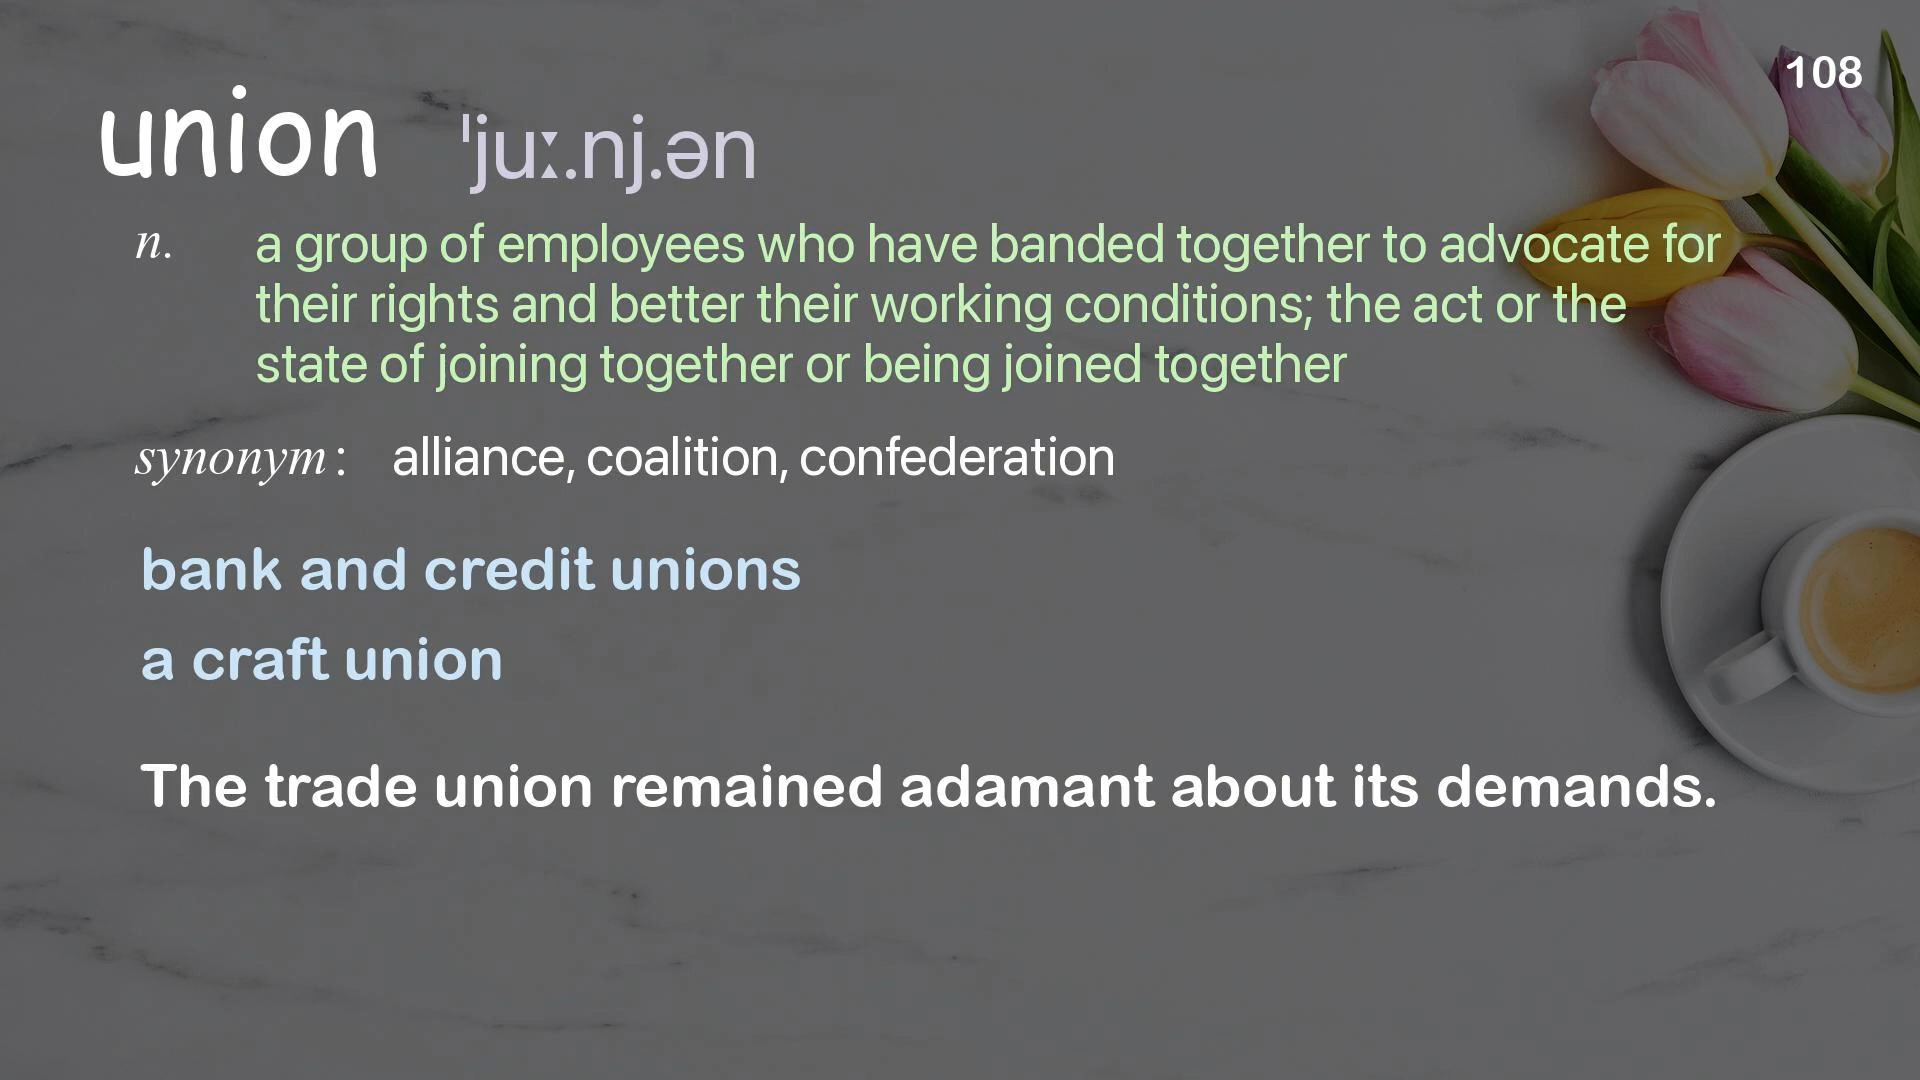 108
union ˈjuː.nj.ən
n. a group of employees who have banded together to advocate for
their rights and better their working conditions; the act or the
state of joining together or being joined together
synonym: alliance, coalition, confederation
bank and credit unions
a craft union
The trade union remained adamant about its demands.